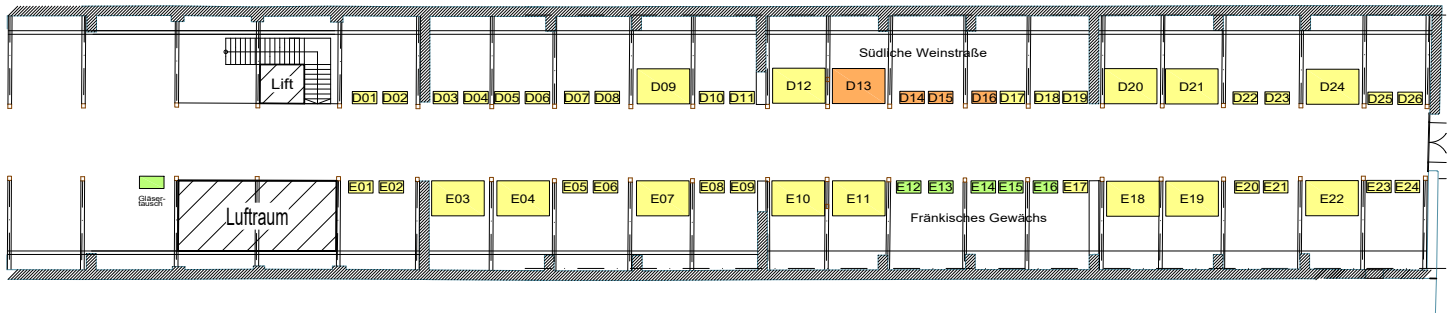 Südliche Weinstraße
Lift
D01 D02 D03 D04 D05 D06 D07 D08 D09 D10 D11 D12 D13 D14 D15 D16 D17 D18 D19 D20 D21 D22 D23 D24 D25 D26
Gläser-
tausch
Luftraum
E01 E02 E03 E04 E05 E06 E07 E08 E09 E10 E11 E12 E13 E14 E15 E16 E17 E18 E19 E20 E21 E22 E23 E24
Fränkisches Gewächs